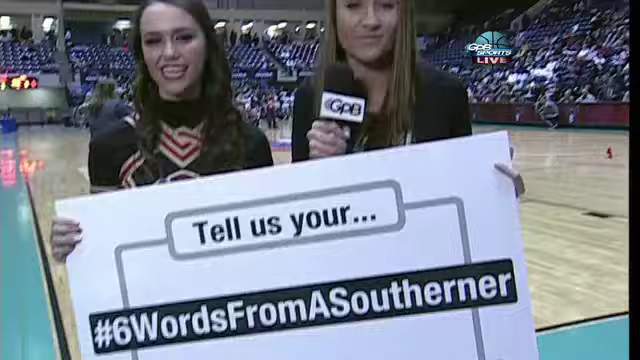 GPB
SPORTS
LIVE
GPB
Tell us your...
#6WordsFromASoutherner